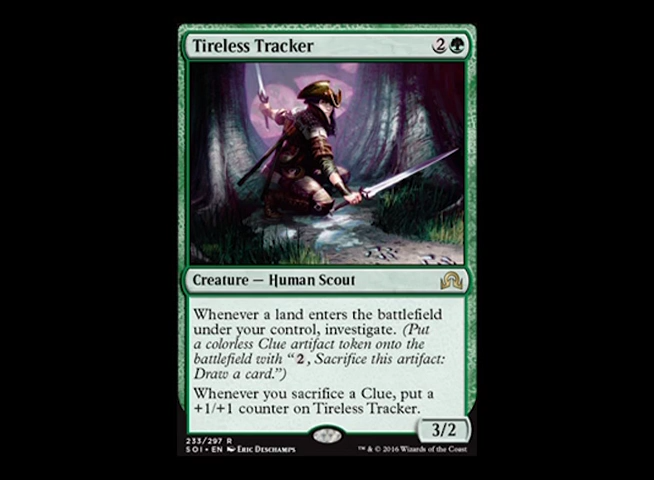 Tireless Tracker 2
Creature — Human Scout
Whenever a land enters the battlefield
under your control, investigate. (Put
a colorless Clue artifact token onto the
battlefield with “2, Sacrifice this artifact:
Draw a card.”)
Whenever you sacrifice a Clue, put a
+1/+1 counter on Tireless Tracker.
3/2
233/297 R
SOI • EN Eric Deschamps
™ & © 2016 Wizards of the Coast